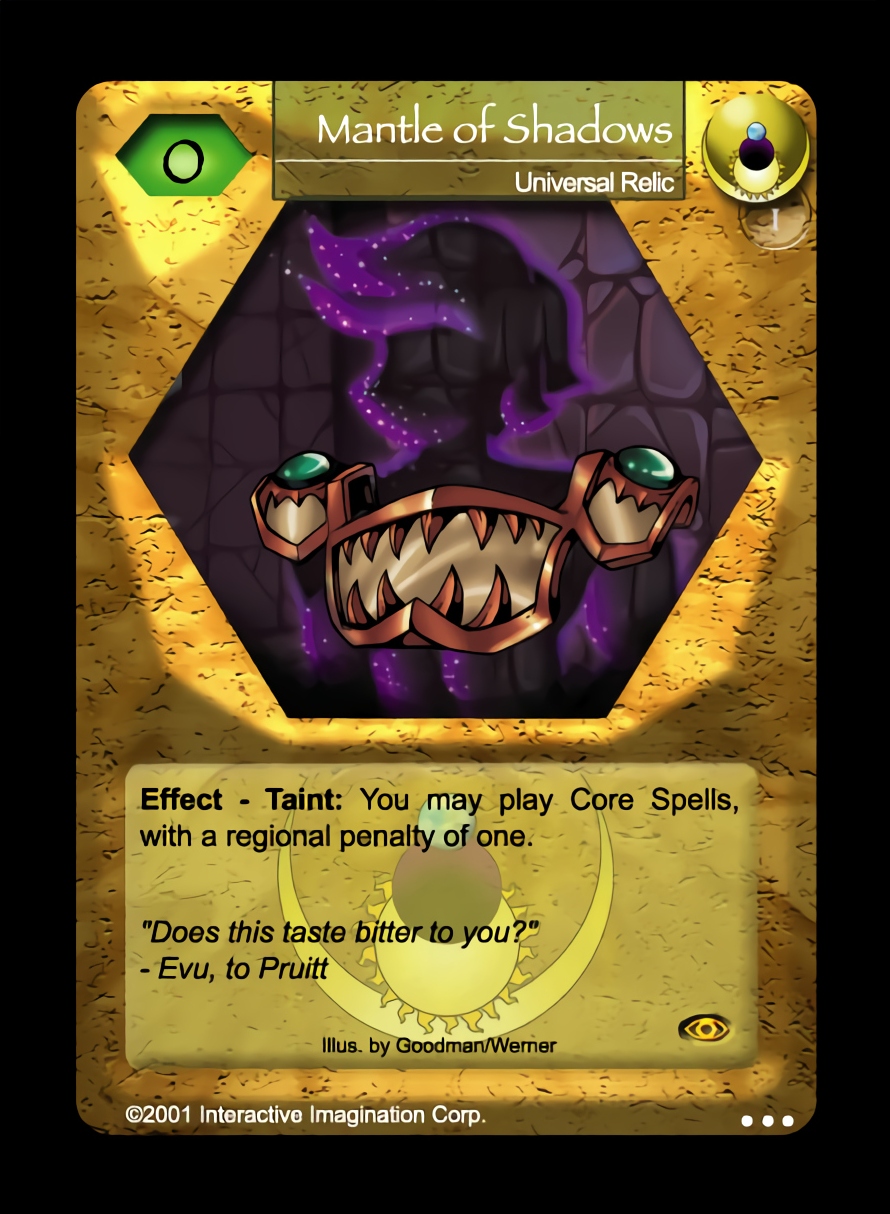 0
Mantle of Shadows
Universal Relic
I
Effect - Taint: You may play Core Spells,
with a regional penalty of one.
"Does this taste bitter to you?"
- Evu, to Pruitt
Illus. by Goodman/Werner
©2001 Interactive Imagination Corp.